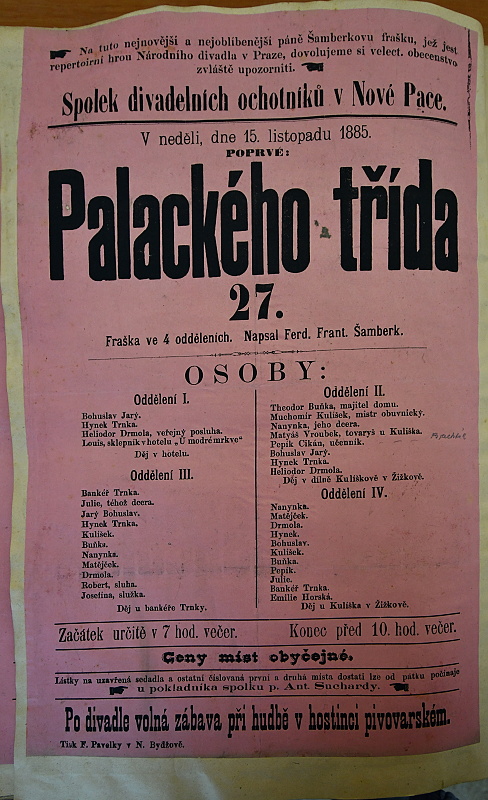 Na tuto nejnovější a nejoblíbenější páně Šamberkovu frašku, jež jest
repertoirní hrou Národního divadla v Praze, dovolujeme si velect. obecenstvo
zvláště upozorniti.
Spolek divadelních ochotníků v Nové Pace.
V neděli, dne 15. listopadu 1885.
POPRVÉ:
Palackého třída
27.
Fraška ve 4 odděleních. Napsal Ferd. Frant. Šamberk.
OSOBY:
Oddělení I.
Bohuslav Jarý.
Hynek Trnka.
Heliodor Drmola, veřejný posluha.
Louis, sklepník v hotelu „U modré mrkve“
Děj v hotelu.
Oddělení II.
Theodor Buňka, majitel domu.
Muchomir Kulíšek, mistr obuvnický.
Nanynka, jeho dcera.
Matyáš Vroubek, tovaryš u Kulíška.
Pepík Cikán, učenník.
Bohuslav Jarý.
Hynek Trnka.
Heliodor Drmola.
Děj v dílně Kulíškově v Žižkově.
Oddělení III.
Bankéř Trnka.
Julie, téhož dcera.
Jarý Bohuslav.
Hynek Trnka.
Kulíšek.
Buňka.
Nanynka.
Matějček.
Drmola.
Robert, sluha.
Josefina, služka.
Děj u bankéře Trnky.
Oddělení IV.
Nanynka.
Matějček.
Drmola.
Hynek.
Bohuslav.
Kulíšek.
Buňka.
Pepík.
Julie.
Bankéř Trnka.
Emilie Horská.
Děj u Kulíška v Žižkově.
Začátek určitě v 7 hod. večer. Konec před 10. hod. večer.
Ceny míst obyčejné.
Lístky na uzavřená sedadla a ostatní číslovaná první a druhá místa dostati lze od pátku počínaje
u pokladníka spolku p. Ant. Suchardy.
Po divadle volná zábava při hudbě v hostinci pivovarském.
Tisk F. Pavelky v N. Bydžově.